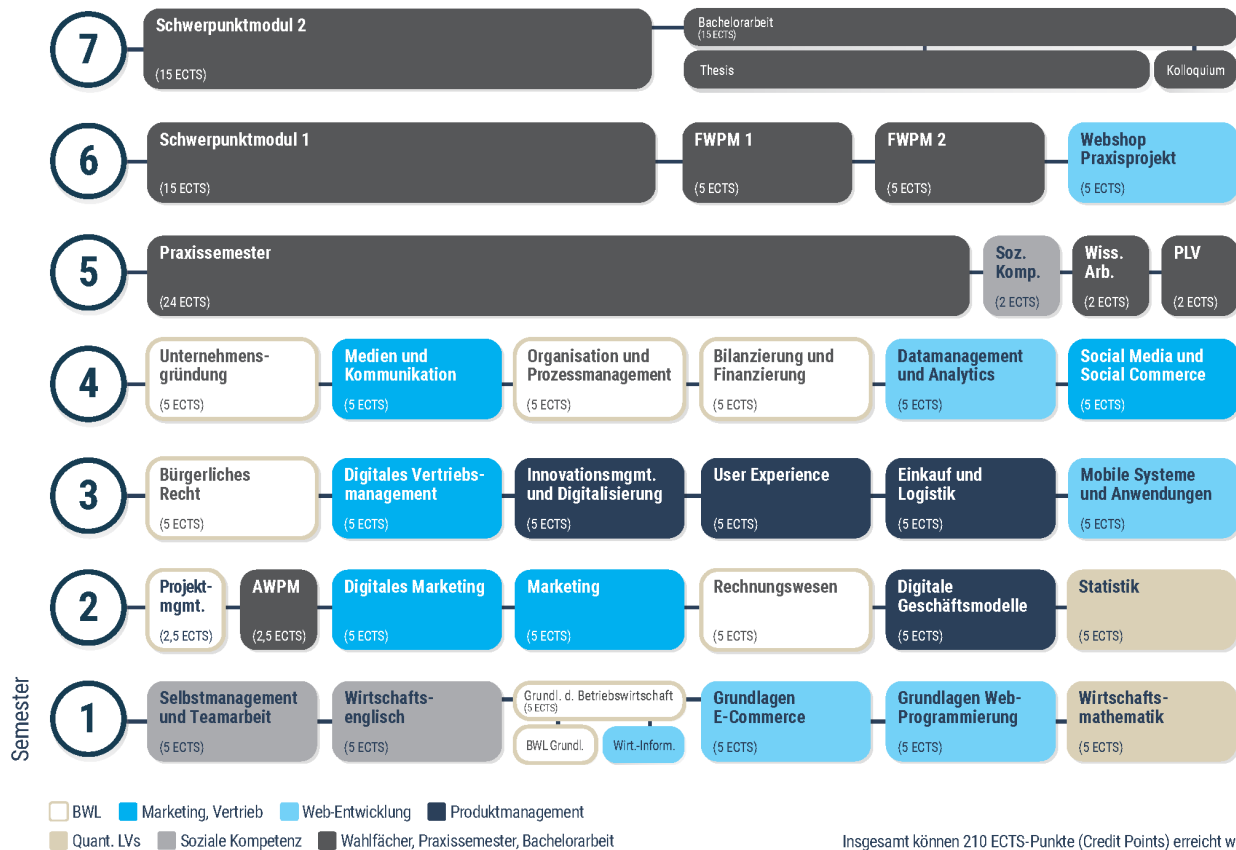 7
Schwerpunktmodul 2
(15 ECTS)
Bachelorarbeit
(15 ECTS)
Thesis
Kolloquium
6
Schwerpunktmodul 1
(15 ECTS)
FWPM 1
(5 ECTS)
FWPM 2
(5 ECTS)
Webshop
Praxisprojekt
(5 ECTS)
5
Praxissemester
(24 ECTS)
Soz.
Komp.
(2 ECTS)
Wiss.
Arb.
(2 ECTS)
PLV
(2 ECTS)
4
Unternehmens-
gründung
(5 ECTS)
Medien und
Kommunikation
(5 ECTS)
Organisation und
Prozessmanagement
(5 ECTS)
Bilanzierung und
Finanzierung
(5 ECTS)
Datamanagement
und Analytics
(5 ECTS)
Social Media und
Social Commerce
(5 ECTS)
3
Bürgerliches
Recht
(5 ECTS)
Digitales Vertriebs-
management
(5 ECTS)
Innovationsmgmt.
und Digitalisierung
(5 ECTS)
User Experience
(5 ECTS)
Einkauf und
Logistik
(5 ECTS)
Mobile Systeme
und Anwendungen
(5 ECTS)
2
Projekt-
mgmt.
(2,5 ECTS)
AWPM
(2,5 ECTS)
Digitales Marketing
(5 ECTS)
Marketing
(5 ECTS)
Rechnungswesen
(5 ECTS)
Digitale
Geschäftsmodelle
(5 ECTS)
Statistik
(5 ECTS)
Semester
1
Selbstmanagement
und Teamarbeit
(5 ECTS)
Wirtschafts-
englisch
(5 ECTS)
Grundl. d. Betriebswirtschaft
(5 ECTS)
BWL Grundl.
Wirt.-Inform.
Grundlagen
E-Commerce
(5 ECTS)
Grundlagen Web-
Programmierung
(5 ECTS)
Wirtschafts-
mathematik
(5 ECTS)
BWL
Marketing, Vertrieb
Web-Entwicklung
Produktmanagement
Quant. LVs
Soziale Kompetenz
Wahlfächer, Praxissemester, Bachelorarbeit
Insgesamt können 210 ECTS-Punkte (Credit Points) erreicht w